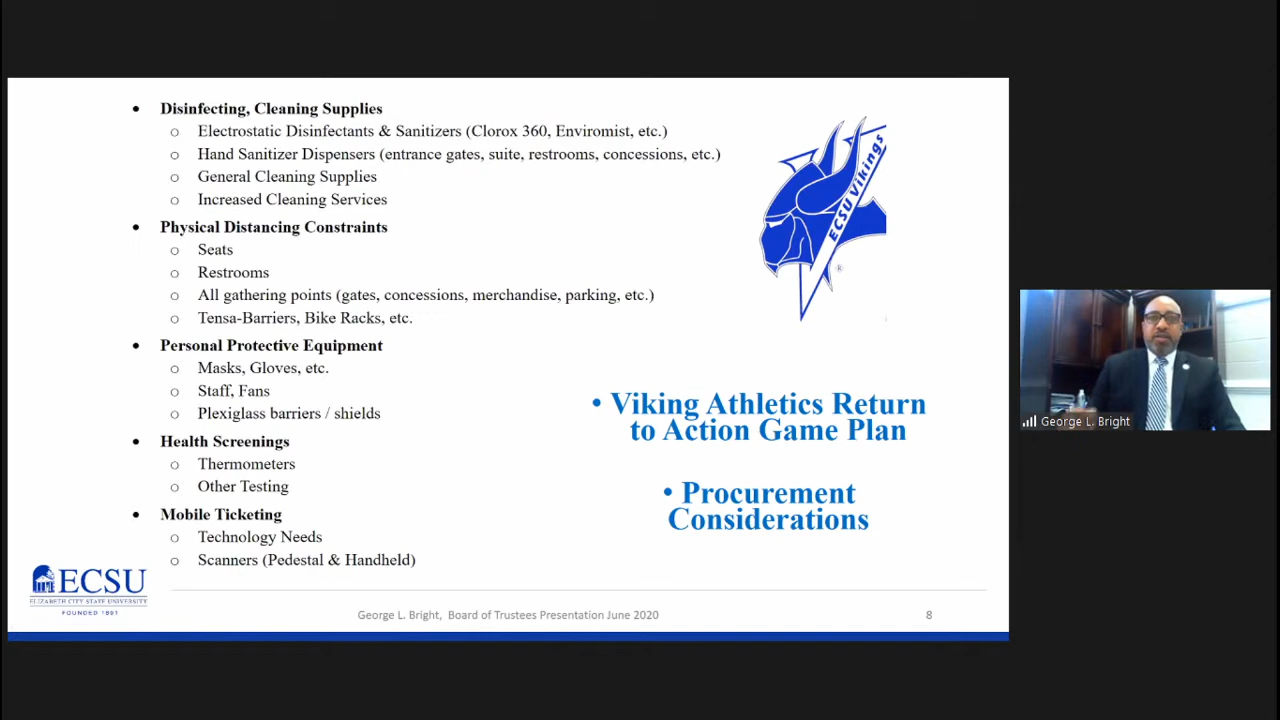 • Disinfecting, Cleaning Supplies
o Electrostatic Disinfectants & Sanitizers (Clorox 360, Enviromist, etc.)
o Hand Sanitizer Dispensers (entrance gates, suite, restrooms, concessions, etc.)
o General Cleaning Supplies
o Increased Cleaning Services
• Physical Distancing Constraints
o Seats
o Restrooms
o All gathering points (gates, concessions, merchandise, parking, etc.)
o Tensa-Barriers, Bike Racks, etc.
• Personal Protective Equipment
o Masks, Gloves, etc.
o Staff, Fans
o Plexiglass barriers / shields
• Health Screenings
o Thermometers
o Other Testing
• Mobile Ticketing
o Technology Needs
o Scanners (Pedestal & Handheld)
ECSU Vikings
®
• Viking Athletics Return
to Action Game Plan
• Procurement
Considerations
ECSU
ELIZABETH CITY STATE UNIVERSITY
FOUNDED 1891
George L. Bright, Board of Trustees Presentation June 2020
8
George L. Bright